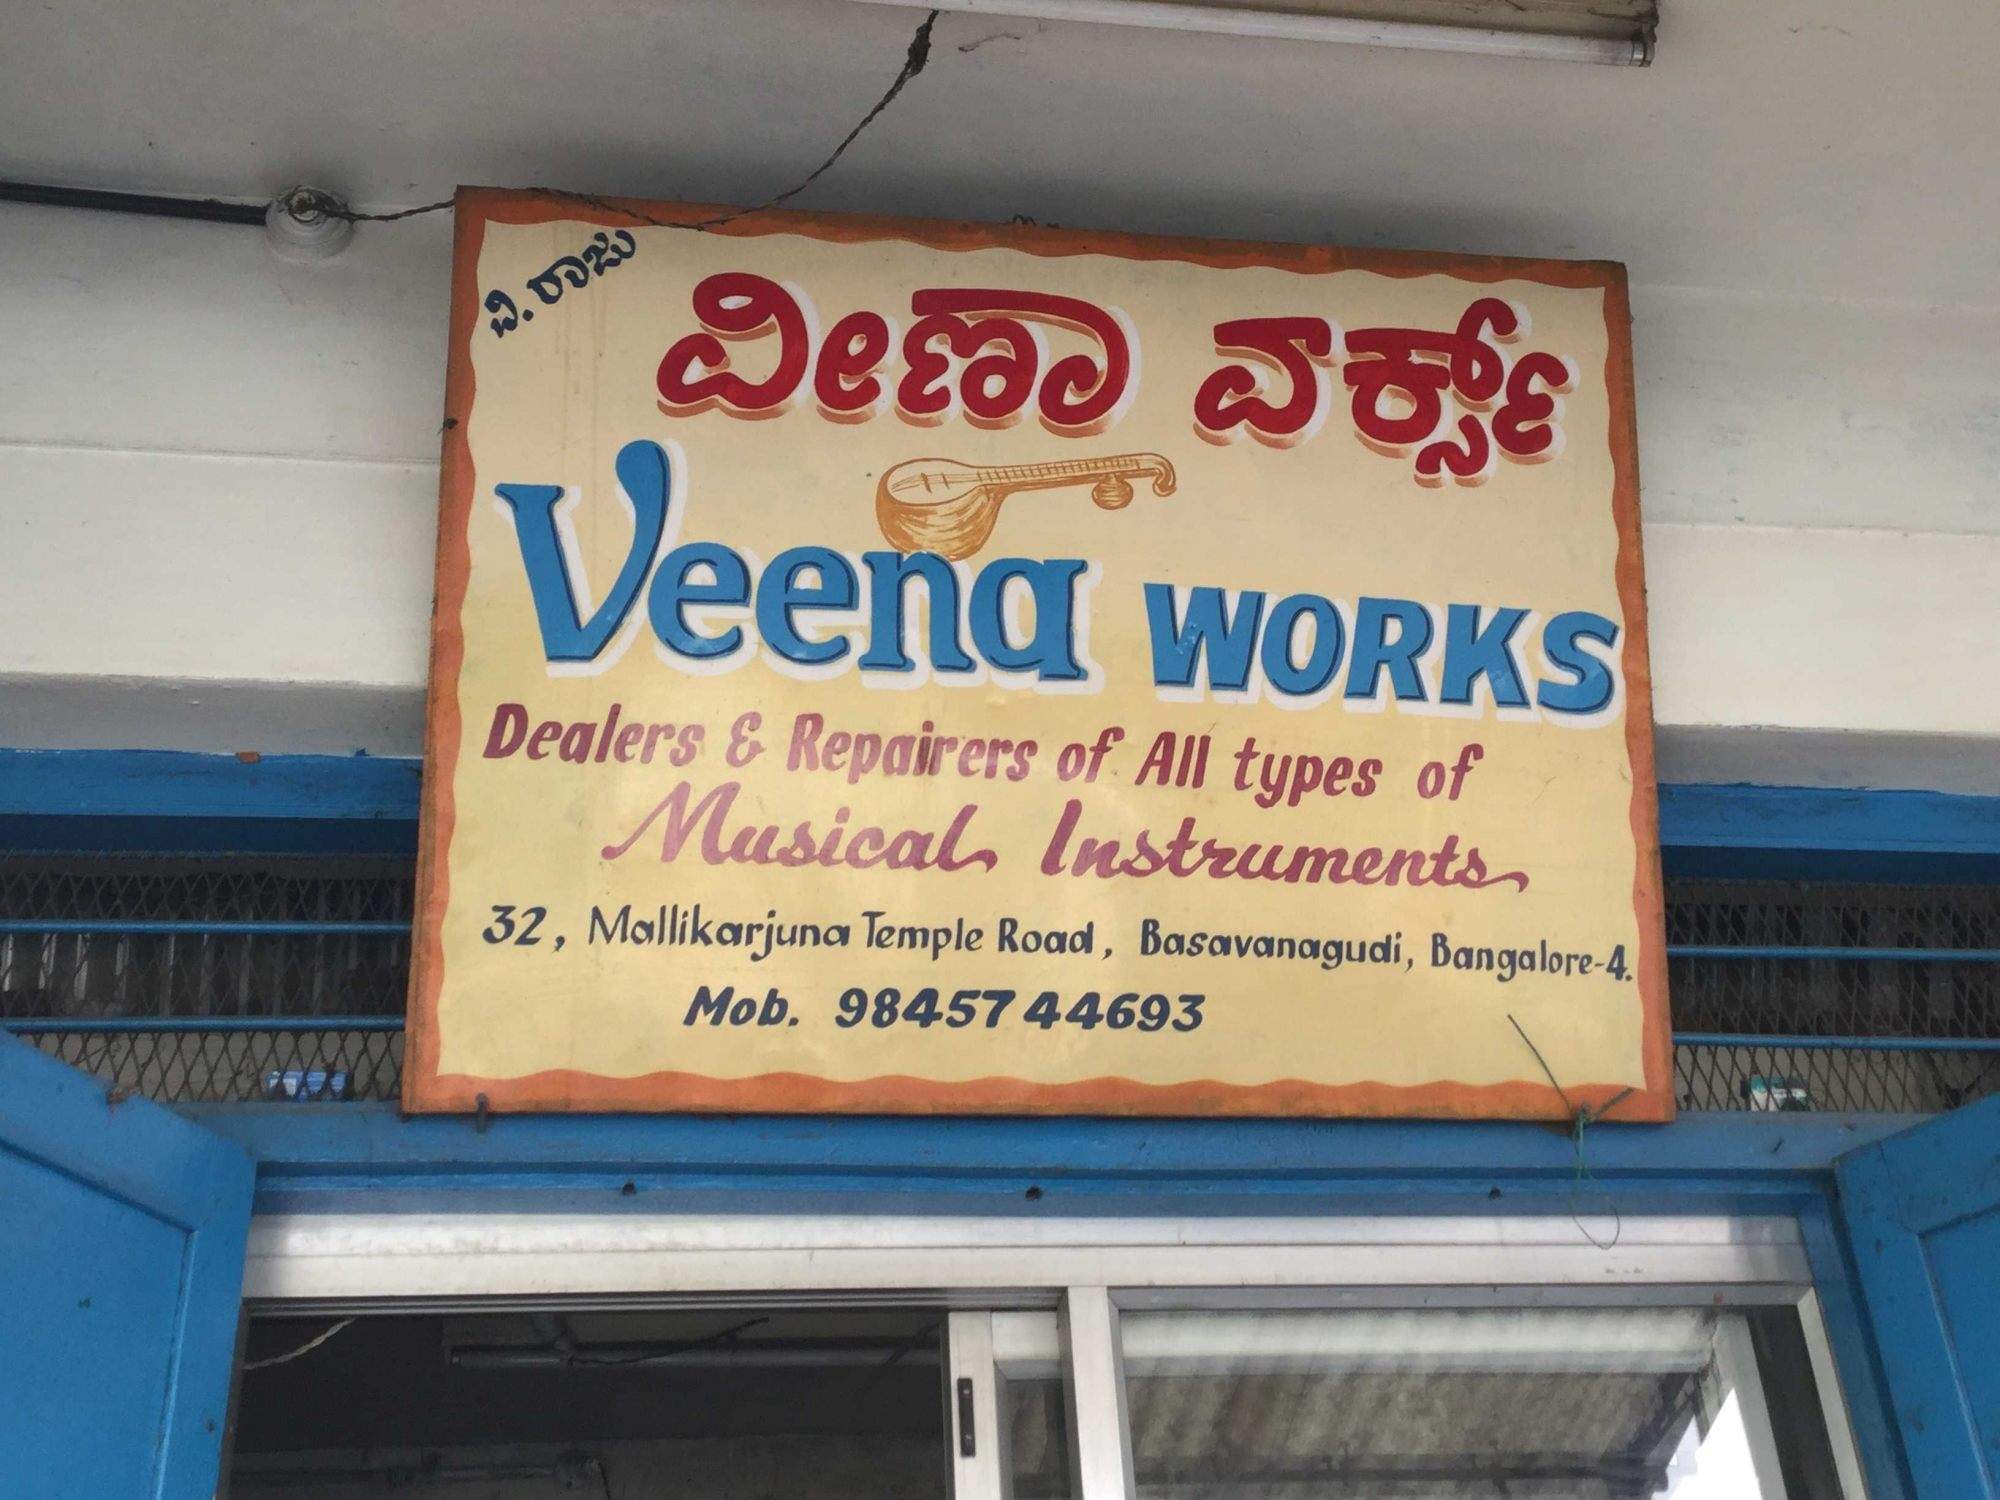 ವಿ. ರಾಜು
ವೀಣಾ ವರ್ಕ್ಸ್
Veena WORKS
Dealers & Repairers of All types of
Musical Instruments
32, Mallikarjuna Temple Road, Basavanagudi, Bangalore-4.
Mob. 9845744693